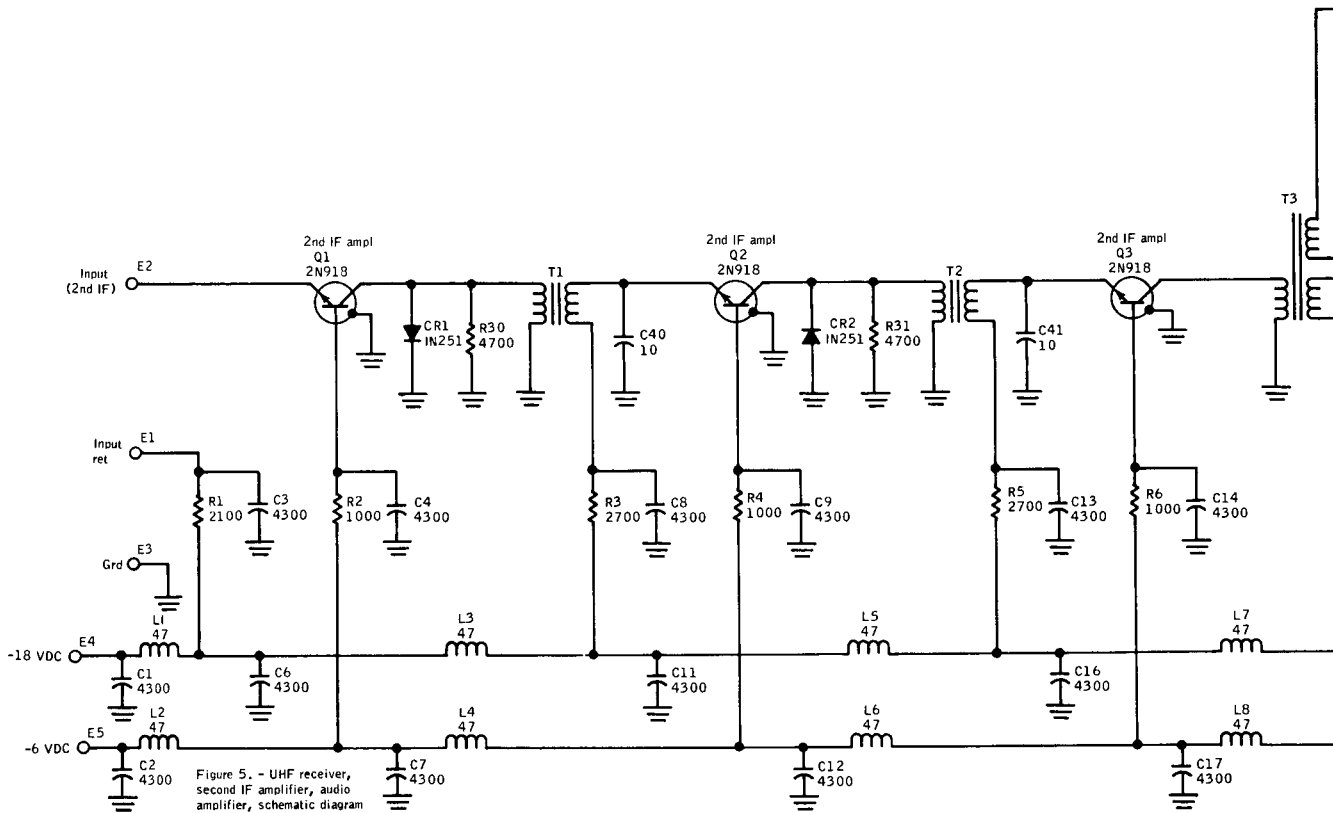 T3
2nd IF ampl
Q1
2N918
2nd IF ampl
Q2
2N918
2nd IF ampl
Q3
2N918
Input
(2nd IF)
E2
T1
T2
CR1
IN251
R30
4700
C40
10
CR2
IN251
R31
4700
C41
10
Input
ret
E1
R1
2100
C3
4300
R2
1000
C4
4300
R3
2700
C8
4300
R4
1000
C9
4300
R5
2700
C13
4300
R6
1000
C14
4300
Grd
E3
L1
47
L3
47
L5
47
L7
47
-18 VDC
E4
C1
4300
C6
4300
C11
4300
C16
4300
L2
47
L4
47
L6
47
L8
47
-6 VDC
E5
C2
4300
C7
4300
C12
4300
C17
4300
Figure 5. - UHF receiver,
second IF amplifier, audio
amplifier, schematic diagram